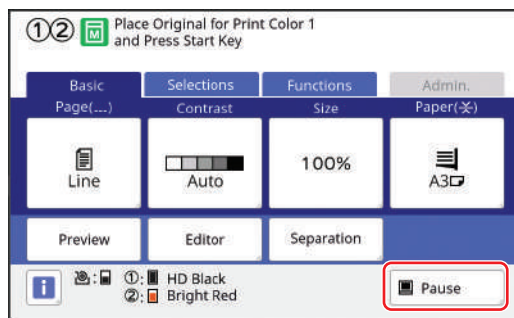 ①② M Place Original for Print Color 1
and Press Start Key
Basic Selections Functions Admin.
Page(...) Contrast Size Paper(✕)
Line Auto 100% A3
Preview Editor Separation
i ①: HD Black
②: Bright Red
Pause